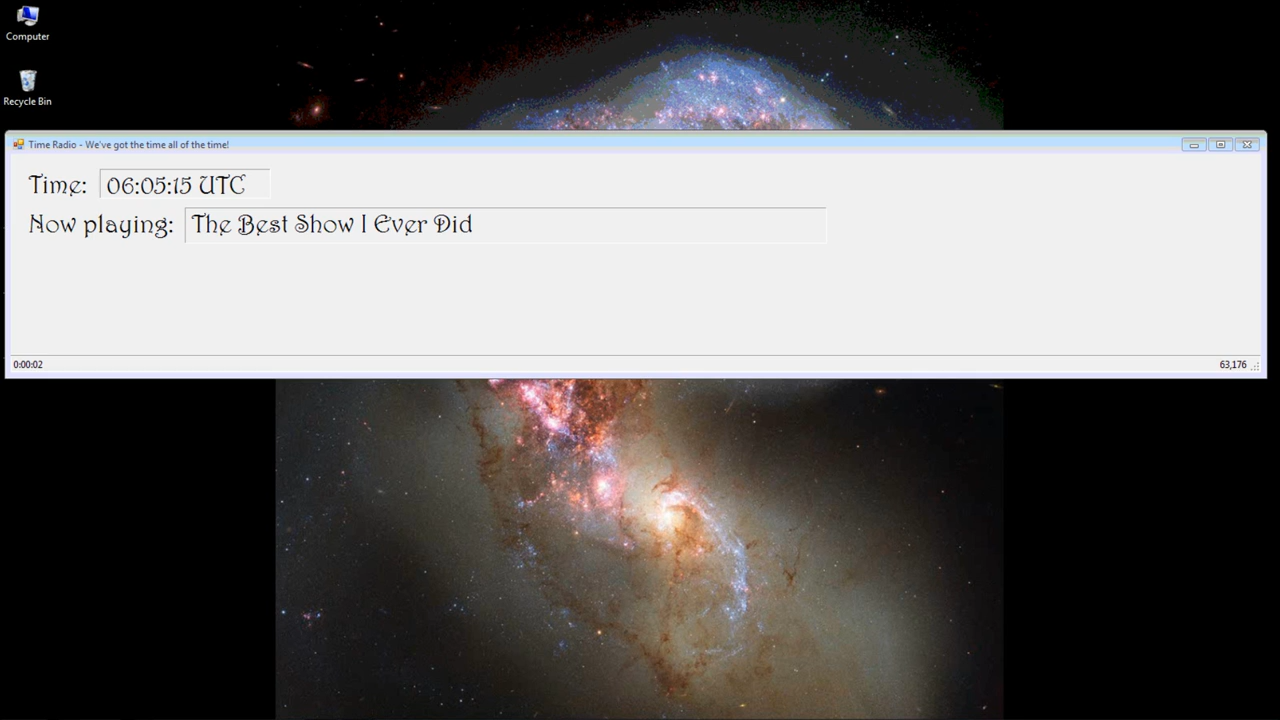 Computer
Recycle Bin
Time Radio - We've got the time all of the time!
Time: 06:05:15 UTC
Now playing: The Best Show I Ever Did
0:00:02 63,176